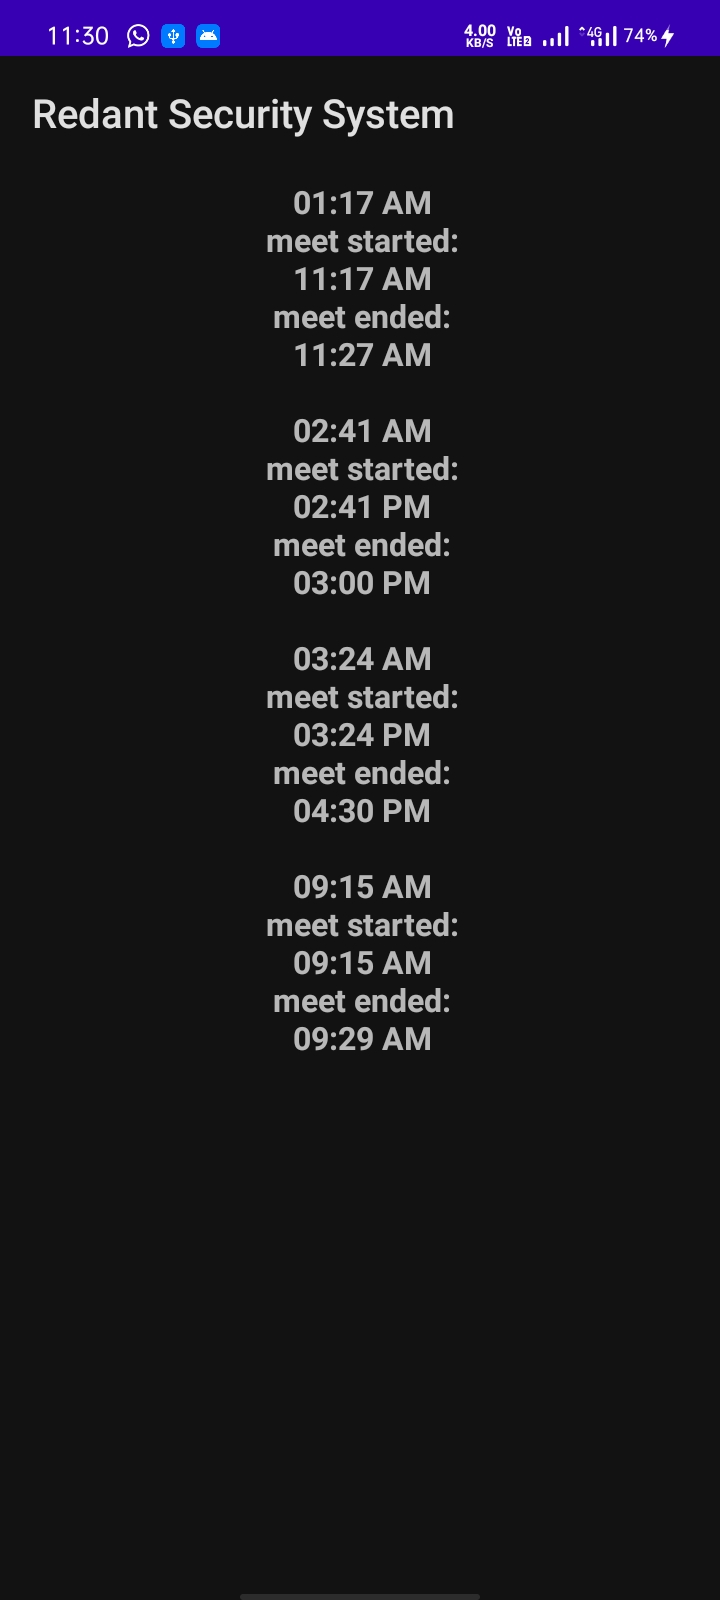 11:30 4.00 KB/S Vo LTE2 4G 74%
Redant Security System
01:17 AM
meet started:
11:17 AM
meet ended:
11:27 AM
02:41 AM
meet started:
02:41 PM
meet ended:
03:00 PM
03:24 AM
meet started:
03:24 PM
meet ended:
04:30 PM
09:15 AM
meet started:
09:15 AM
meet ended:
09:29 AM